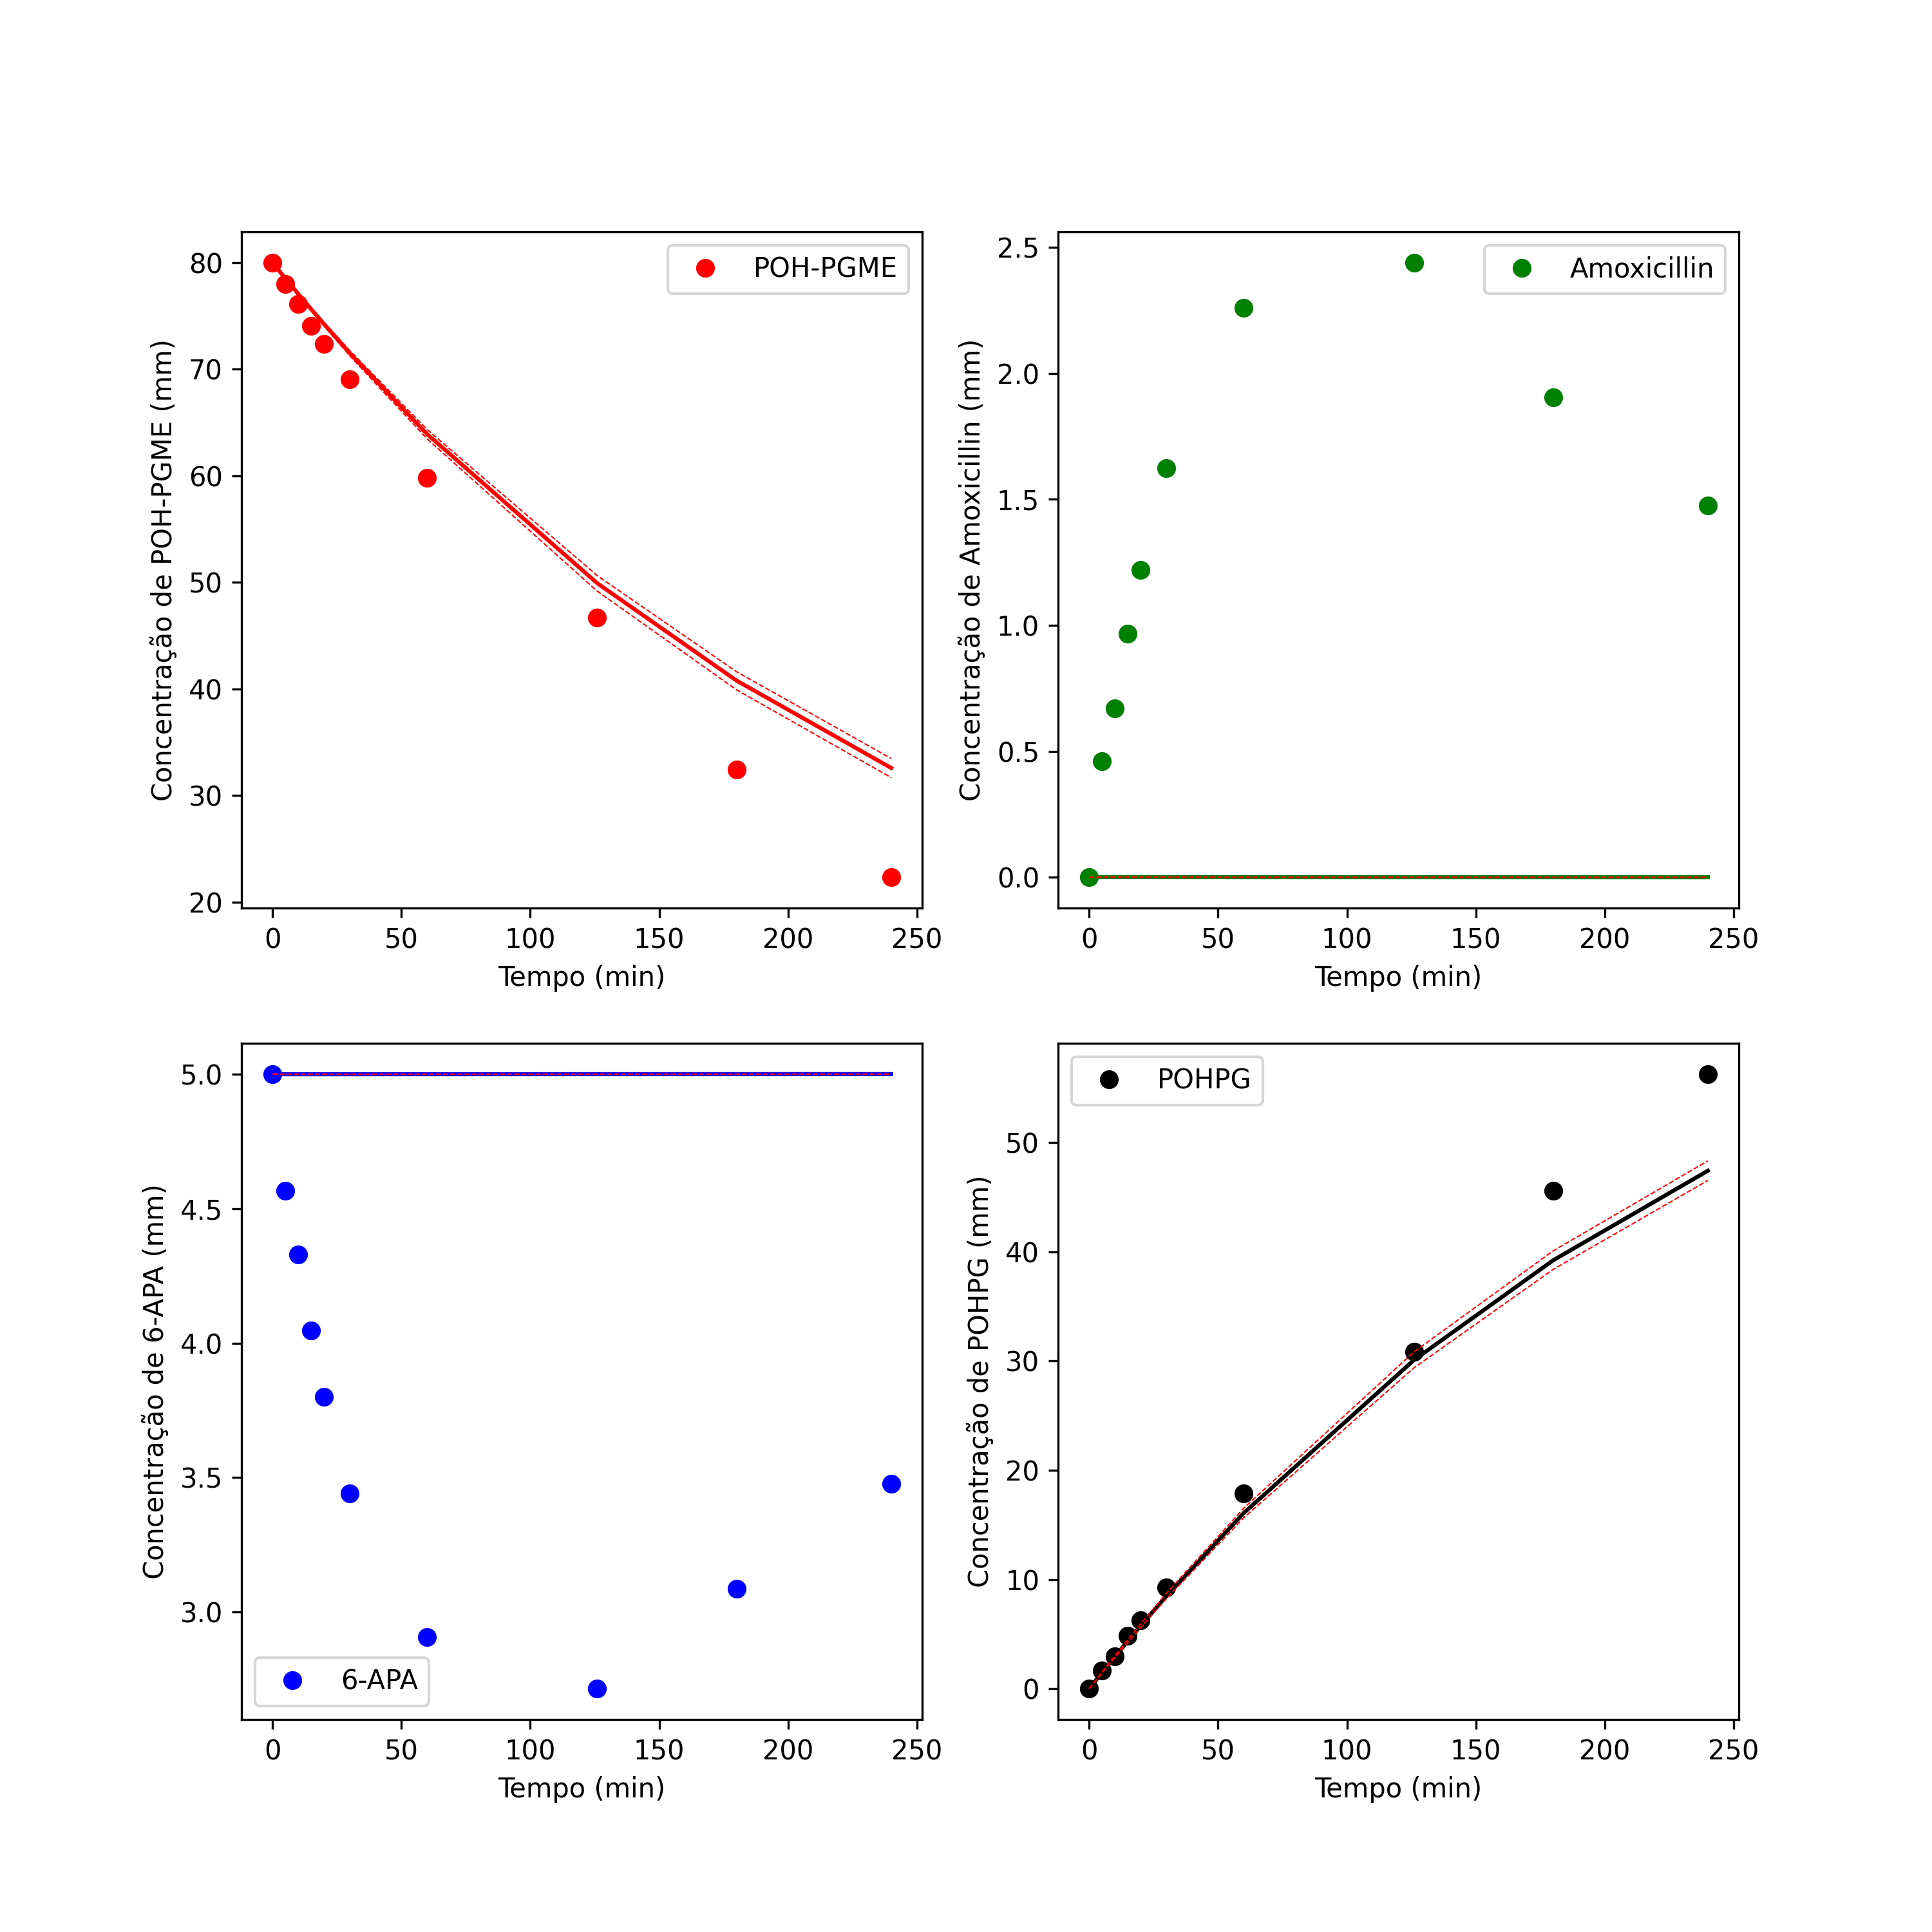 80
70
60
50
40
30
20
Concentração de POH-PGME (mm)
POH-PGME
0 50 100 150 200 250
Tempo (min)
2.5
2.0
1.5
1.0
0.5
0.0
Concentração de Amoxicillin (mm)
Amoxicillin
0 50 100 150 200 250
Tempo (min)
5.0
4.5
4.0
3.5
3.0
Concentração de 6-APA (mm)
6-APA
0 50 100 150 200 250
Tempo (min)
POHPG
50
40
30
20
10
0
Concentração de POHPG (mm)
0 50 100 150 200 250
Tempo (min)